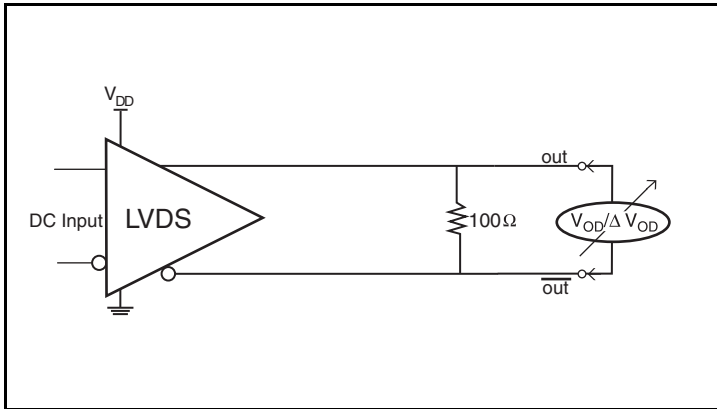 V_DD
out
DC Input
LVDS
100Ω
V_OD/Δ V_OD
out